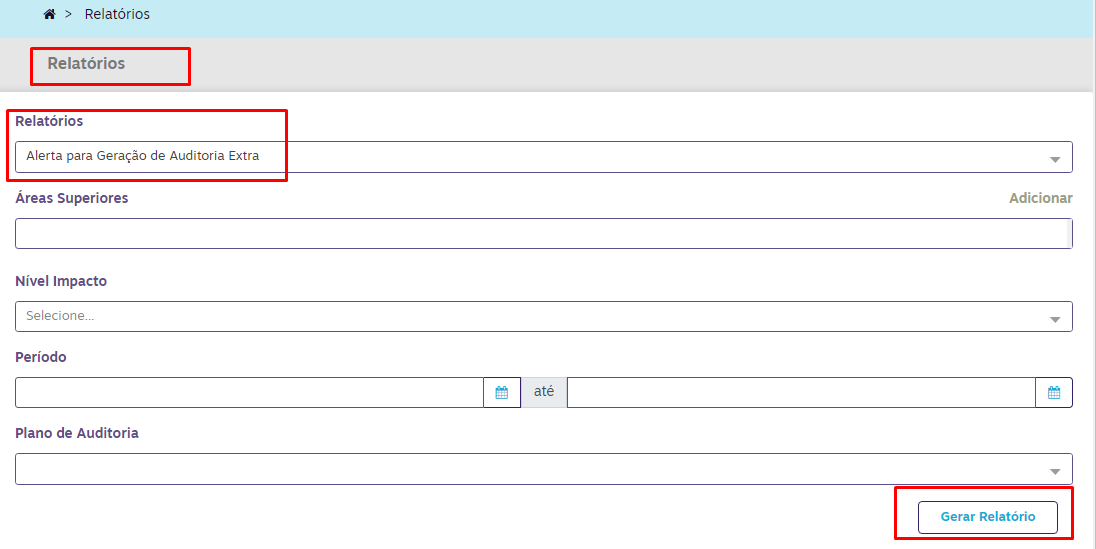 > Relatórios
Relatórios
Relatórios
Alerta para Geração de Auditoria Extra
Áreas Superiores Adicionar
Nível Impacto
Selecione...
Período
até
Plano de Auditoria
Gerar Relatório